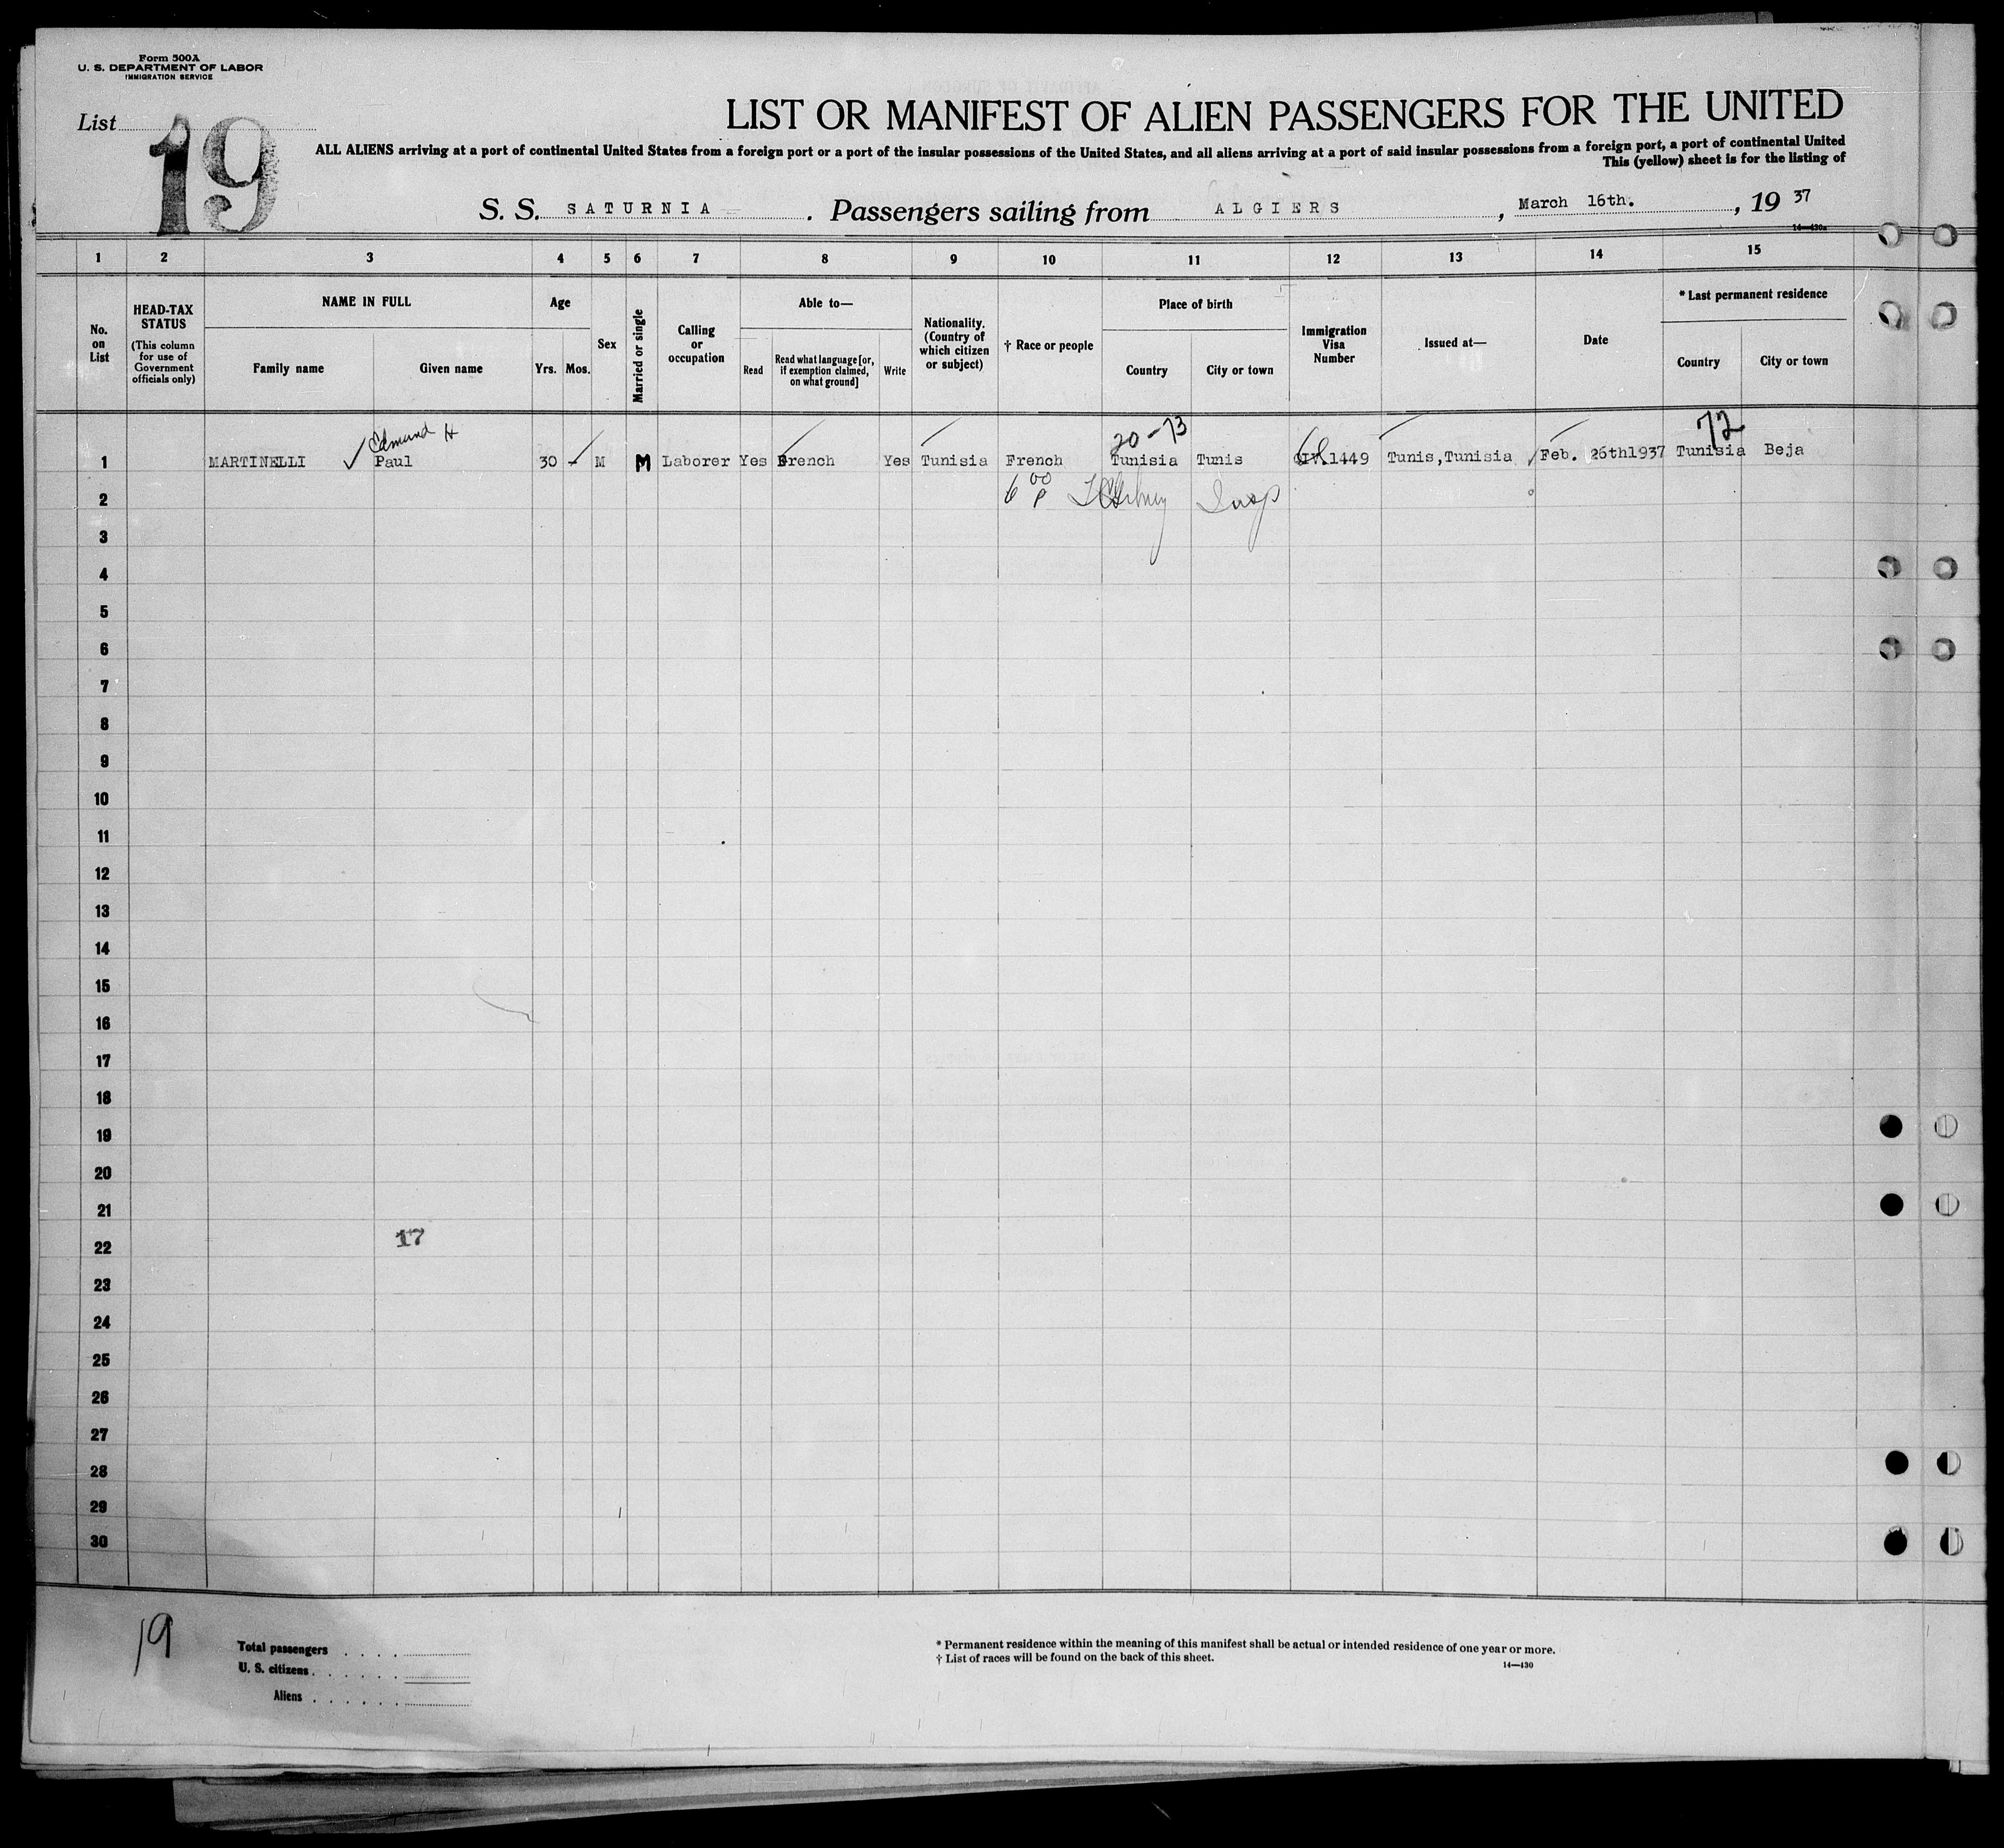 Form 500A
U. S. DEPARTMENT OF LABOR
IMMIGRATION SERVICE
List 19
LIST OR MANIFEST OF ALIEN PASSENGERS FOR THE UNITED
ALL ALIENS arriving at a port of continental United States from a foreign port or a port of the insular possessions of the United States, and all aliens arriving at a port of said insular possessions from a foreign port, a port of continental United
This (yellow) sheet is for the listing of
S. S. SATURNIA. Passengers sailing from ALGIERS, March 16th., 19 37
14—430a
1 2 3 4 5 6 7 8 9 10 11 12 13 14 15
No. on List
HEAD-TAX STATUS
(This column for use of Government officials only)
NAME IN FULL
Family name Given name
Age
Yrs. Mos.
Sex
Married or single
Calling or occupation
Able to—
Read
Read what language [or, if exemption claimed, on what ground]
Write
Nationality. (Country of which citizen or subject)
† Race or people
Place of birth
Country City or town
Immigration Visa Number
Issued at—
Date
* Last permanent residence
Country City or town
Edmund H 20-73 72
1 MARTINELLI Paul 30 - M M Laborer Yes French Yes Tunisia French Tunisia Tunis 1449 Tunis,Tunisia Feb. 26th1937 Tunisia Beja
2 6 00 P Insp
3
4
5
6
7
8
9
10
11
12
13
14
15
16
17
18
19
20
21
17
22
23
24
25
26
27
28
29
30
19
Total passengers
U. S. citizens
Aliens
* Permanent residence within the meaning of this manifest shall be actual or intended residence of one year or more.
† List of races will be found on the back of this sheet.
14—430